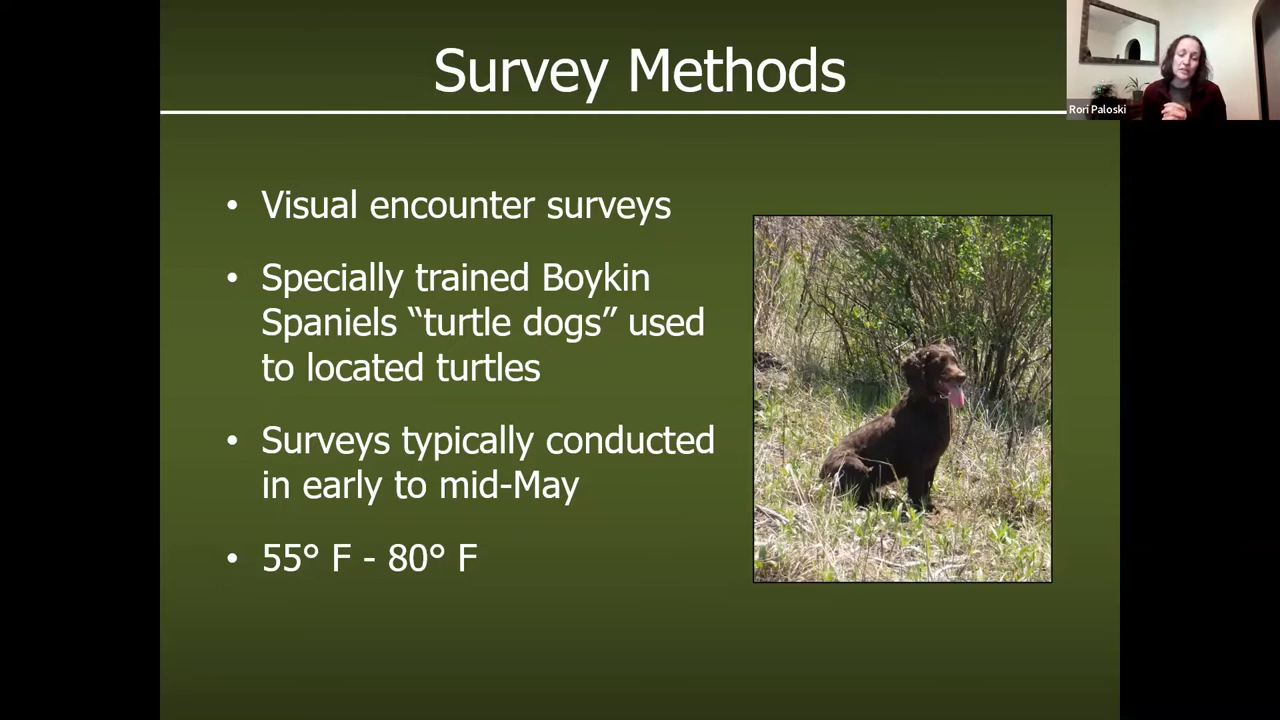 Survey Methods
Rori Paloski
• Visual encounter surveys
• Specially trained Boykin
Spaniels “turtle dogs” used
to located turtles
• Surveys typically conducted
in early to mid-May
• 55° F - 80° F